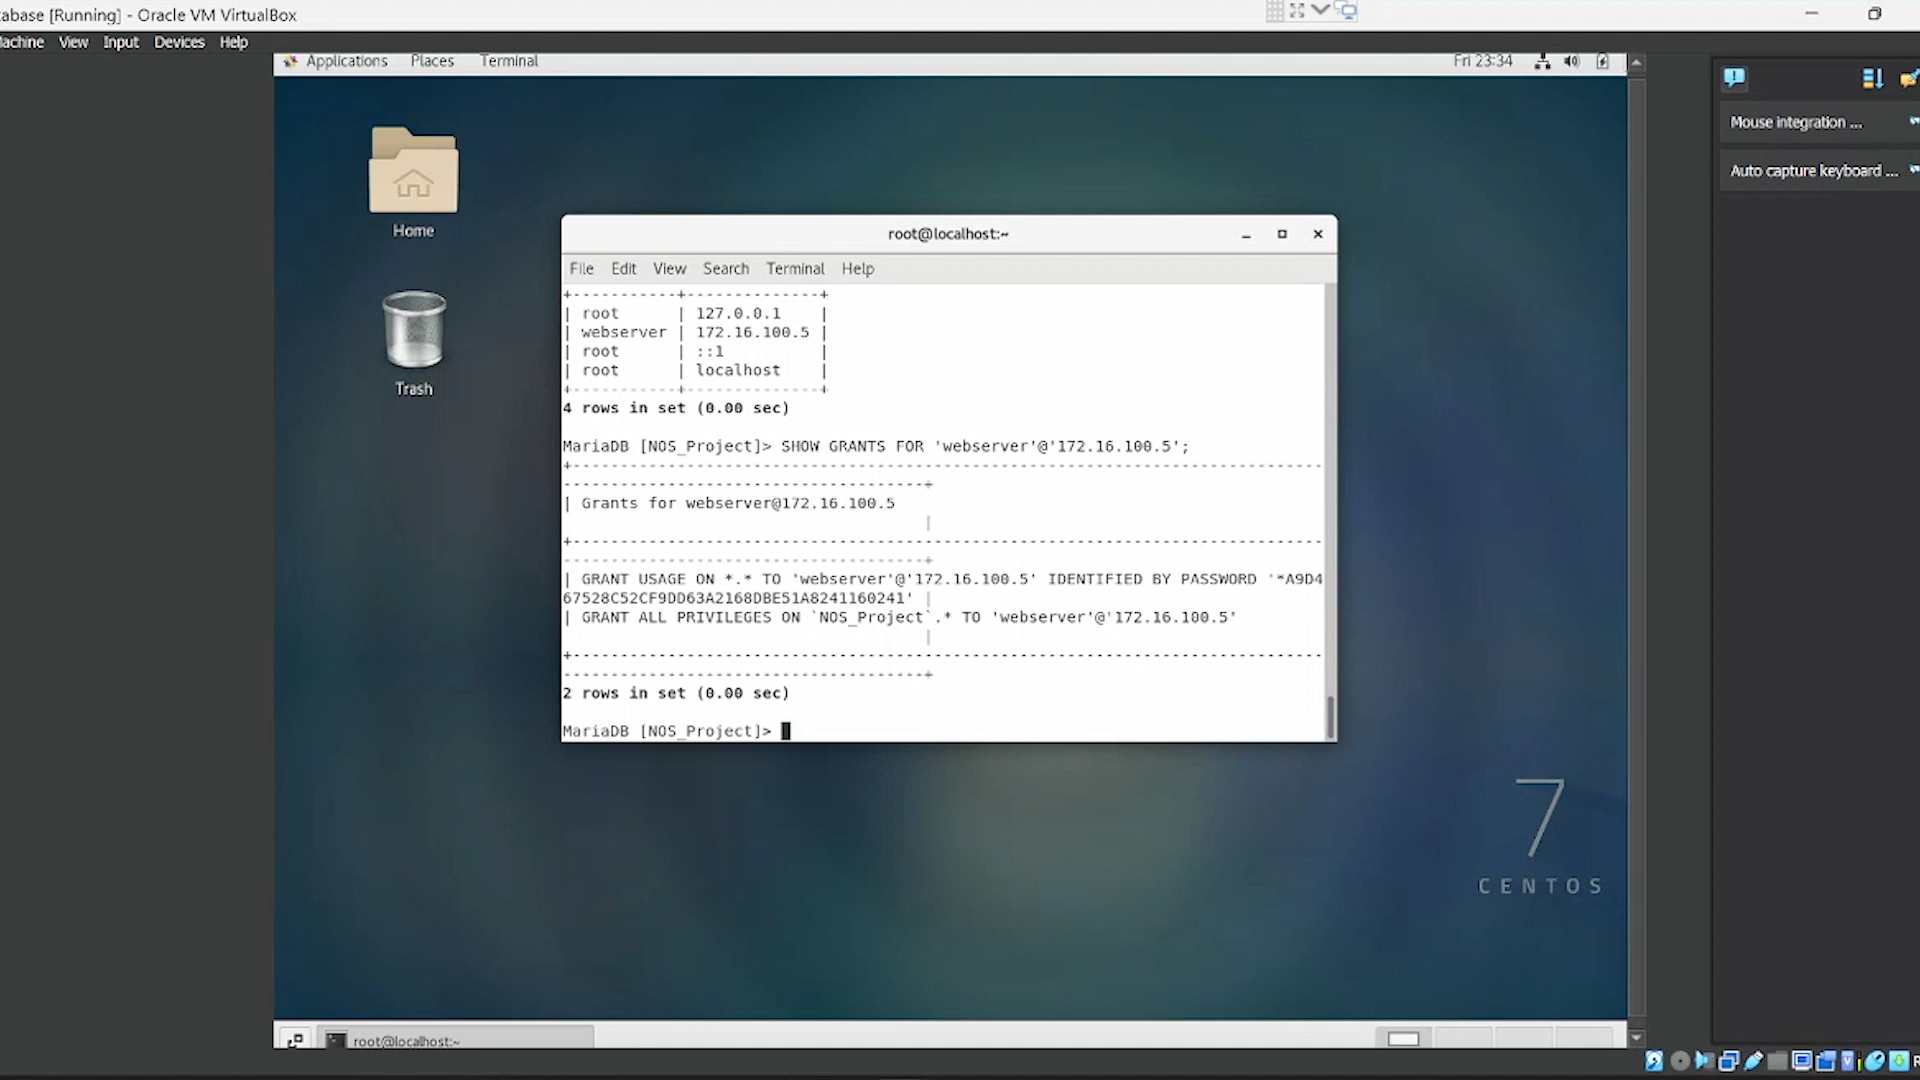 tabase [Running] - Oracle VM VirtualBox
Machine View Input Devices Help
Applications Places Terminal Fri 23:34
Mouse integration ...
Auto capture keyboard ...
Home
Trash
root@localhost:~
File Edit View Search Terminal Help
+-----------+--------------+
| root | 127.0.0.1 |
| webserver | 172.16.100.5 |
| root | ::1 |
| root | localhost |
+-----------+--------------+
4 rows in set (0.00 sec)
MariaDB [NOS_Project]> SHOW GRANTS FOR 'webserver'@'172.16.100.5';
+-------------------------------------------------------------------------------
--------------------------------------+
| Grants for webserver@172.16.100.5
|
+-------------------------------------------------------------------------------
--------------------------------------+
| GRANT USAGE ON *.* TO 'webserver'@'172.16.100.5' IDENTIFIED BY PASSWORD '*A9D4
67528C52CF9DD63A2168DBE51A8241160241' |
| GRANT ALL PRIVILEGES ON `NOS_Project`.* TO 'webserver'@'172.16.100.5'
|
+-------------------------------------------------------------------------------
--------------------------------------+
2 rows in set (0.00 sec)
MariaDB [NOS_Project]>
7
CENTOS
root@localhost:~